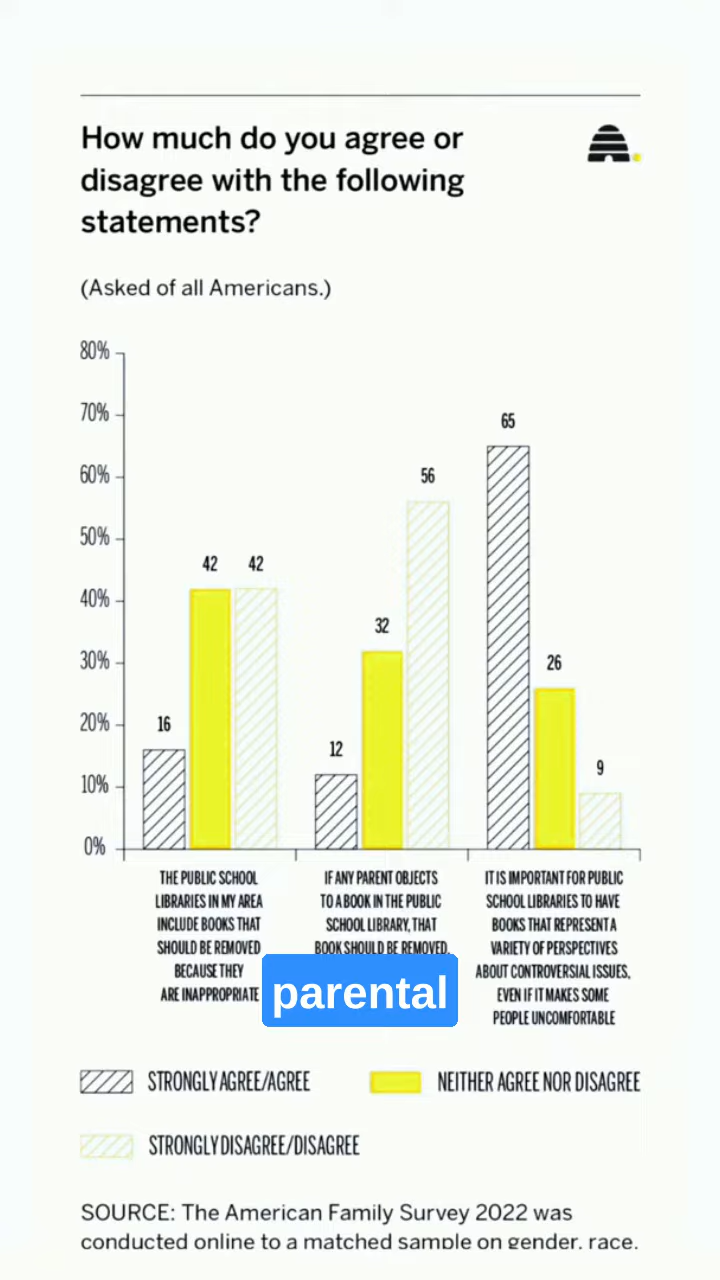 How much do you agree or
disagree with the following
statements?
(Asked of all Americans.)
80%
70%
60%
50%
40%
30%
20%
10%
0%
16
42
42
12
32
56
65
26
9
THE PUBLIC SCHOOL
LIBRARIES IN MY AREA
INCLUDE BOOKS THAT
SHOULD BE REMOVED
BECAUSE THEY
ARE INAPPROPRIATE
IF ANY PARENT OBJECTS
TO A BOOK IN THE PUBLIC
SCHOOL LIBRARY, THAT
BOOK SHOULD BE REMOVED,
IT IS IMPORTANT FOR PUBLIC
SCHOOL LIBRARIES TO HAVE
BOOKS THAT REPRESENT A
VARIETY OF PERSPECTIVES
ABOUT CONTROVERSIAL ISSUES,
EVEN IF IT MAKES SOME
PEOPLE UNCOMFORTABLE
parental
STRONGLY AGREE/AGREE
NEITHER AGREE NOR DISAGREE
STRONGLY DISAGREE/DISAGREE
SOURCE: The American Family Survey 2022 was
conducted online to a matched sample on gender, race,